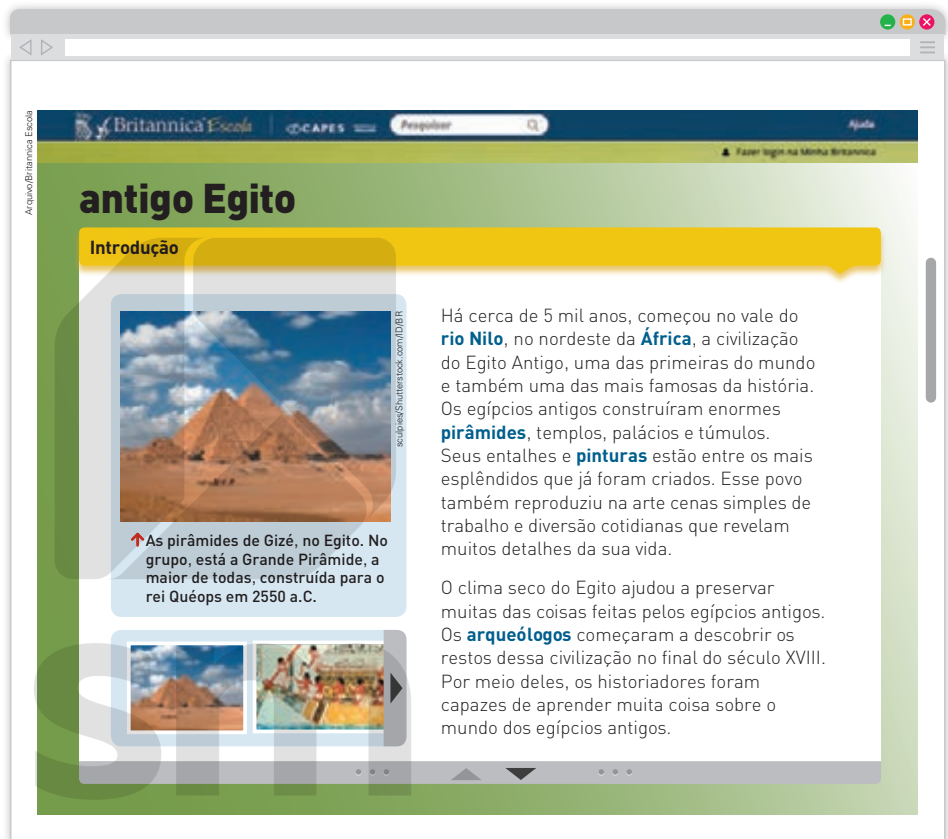 Britannica Escola
CAPES
Pesquisar
Ajuda
Fazer login na Minha Britannica
Arquivo/Britannica Escola
antigo Egito
Introdução
sculpies/Shutterstock.com/ID/BR
As pirâmides de Gizé, no Egito. No
grupo, está a Grande Pirâmide, a
maior de todas, construída para o
rei Quéops em 2550 a.C.
Há cerca de 5 mil anos, começou no vale do
rio Nilo, no nordeste da África, a civilização
do Egito Antigo, uma das primeiras do mundo
e também uma das mais famosas da história.
Os egípcios antigos construíram enormes
pirâmides, templos, palácios e túmulos.
Seus entalhes e pinturas estão entre os mais
esplêndidos que já foram criados. Esse povo
também reproduziu na arte cenas simples de
trabalho e diversão cotidianas que revelam
muitos detalhes da sua vida.
O clima seco do Egito ajudou a preservar
muitas das coisas feitas pelos egípcios antigos.
Os arqueólogos começaram a descobrir os
restos dessa civilização no final do século XVIII.
Por meio deles, os historiadores foram
capazes de aprender muita coisa sobre o
mundo dos egípcios antigos.
sm